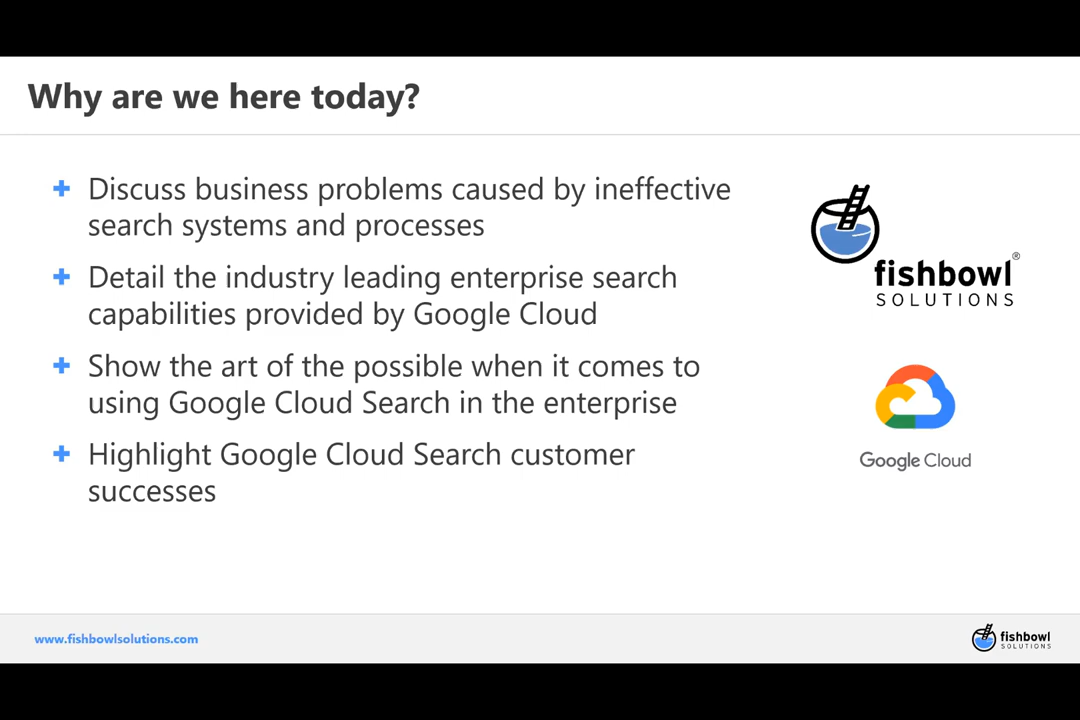 Why are we here today?
Discuss business problems caused by ineffective
search systems and processes
Detail the industry leading enterprise search
capabilities provided by Google Cloud
Show the art of the possible when it comes to
using Google Cloud Search in the enterprise
Highlight Google Cloud Search customer
successes
fishbowl®
SOLUTIONS
Google Cloud
www.fishbowlsolutions.com
fishbowl
SOLUTIONS